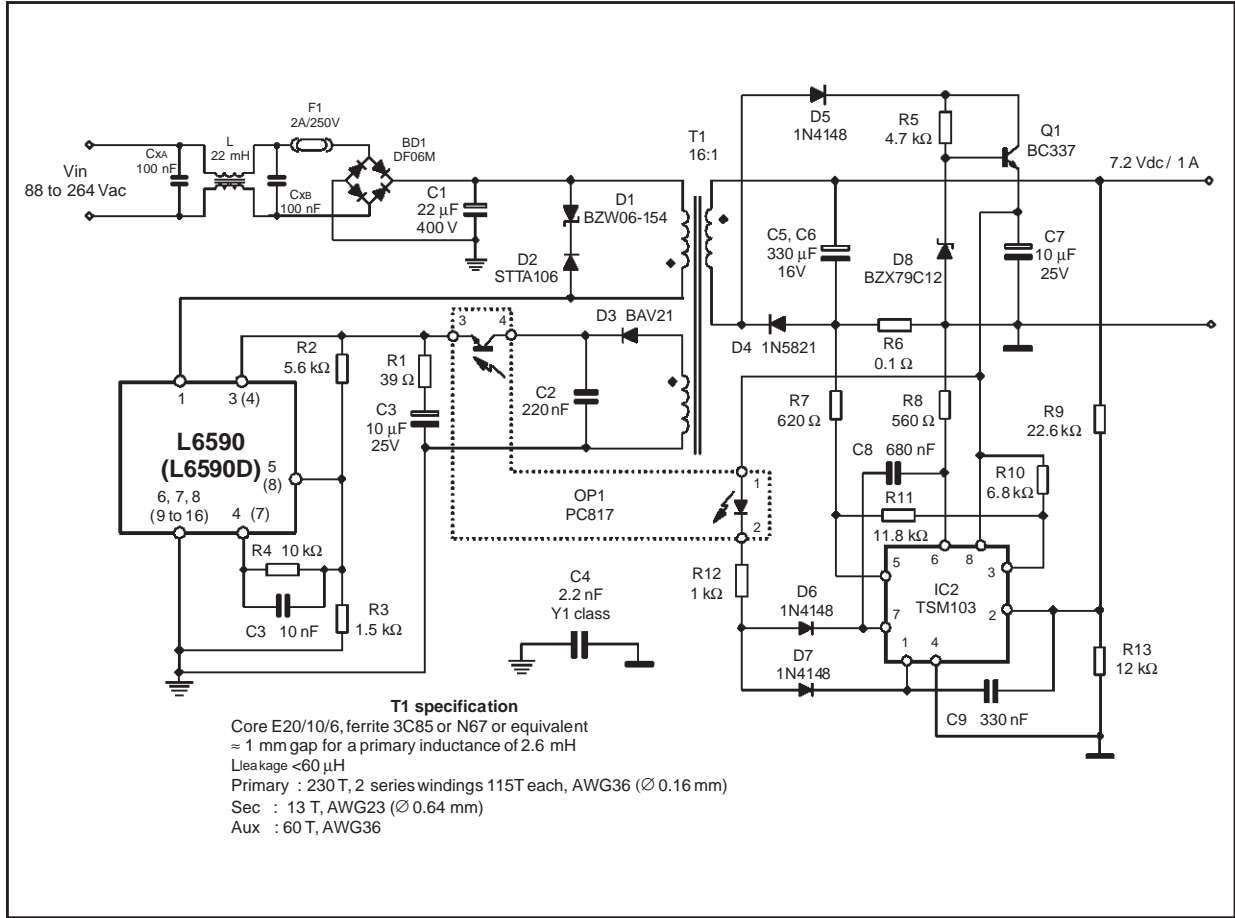 F1
2A/250V
L
22 mH
BD1
DF06M
CXA
100 nF
CXB
100 nF
Vin
88 to 264 Vac
C1
22 µF
400 V
D1
BZW06-154
D2
STTA106
T1
16:1
D5
1N4148
R5
4.7 kΩ
Q1
BC337
7.2 Vdc / 1 A
C5, C6
330 µF
16V
D8
BZX79C12
C7
10 µF
25V
D3 BAV21
D4 1N5821
R6
0.1 Ω
3
4
R2
5.6 kΩ
R1
39 Ω
C3
10 µF
25V
C2
220 nF
R7
620 Ω
R8
560 Ω
R9
22.6 kΩ
1
3 (4)
L6590
(L6590D)
5
(8)
6, 7, 8
(9 to 16)
4 (7)
C8 680 nF
R10
6.8 kΩ
OP1
PC817
1
2
R11
11.8 kΩ
R4 10 kΩ
C3 10 nF
R3
1.5 kΩ
C4
2.2 nF
Y1 class
R12
1 kΩ
D6
1N4148
D7
1N4148
5
6
8
3
IC2
TSM103
7
2
1
4
R13
12 kΩ
C9 330 nF
T1 specification
Core E20/10/6, ferrite 3C85 or N67 or equivalent
≈ 1 mm gap for a primary inductance of 2.6 mH
Lleakage <60 µH
Primary : 230 T, 2 series windings 115T each, AWG36 (∅ 0.16 mm)
Sec : 13 T, AWG23 (∅ 0.64 mm)
Aux : 60 T, AWG36